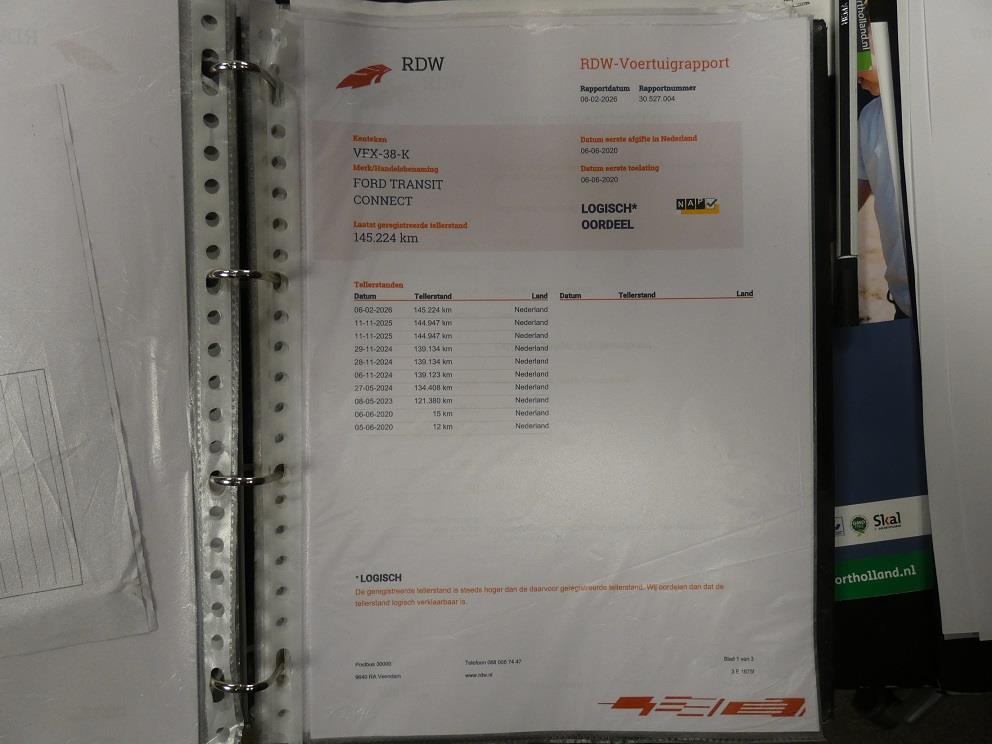 RDW
RDW-Voertuigrapport
Rapportdatum Rapportnummer
06-02-2026 30.527.004
Kenteken
VFX-38-K
Merk/Handelsbenaming
FORD TRANSIT
CONNECT
Laatst geregistreerde tellerstand
145.224 km
Datum eerste afgifte in Nederland
06-06-2020
Datum eerste toelating
06-06-2020
LOGISCH*
OORDEEL
NAP
Tellerstanden
Datum Tellerstand Land Datum Tellerstand Land
06-02-2026 145.224 km Nederland
11-11-2025 144.947 km Nederland
11-11-2025 144.947 km Nederland
29-11-2024 139.134 km Nederland
28-11-2024 139.134 km Nederland
06-11-2024 139.123 km Nederland
27-05-2024 134.408 km Nederland
08-05-2023 121.380 km Nederland
06-06-2020 15 km Nederland
05-06-2020 12 km Nederland
* LOGISCH
De geregistreerde tellerstand is steeds hoger dan de daarvoor geregistreerde tellerstand. Wij oordelen dan dat de
tellerstand logisch verklaarbaar is.
Postbus 30000
9640 RA Veendam
Telefoon 088 008 74 47
www.rdw.nl
Blad 1 van 3
ortholland.nl
Skal
ortholland.nl